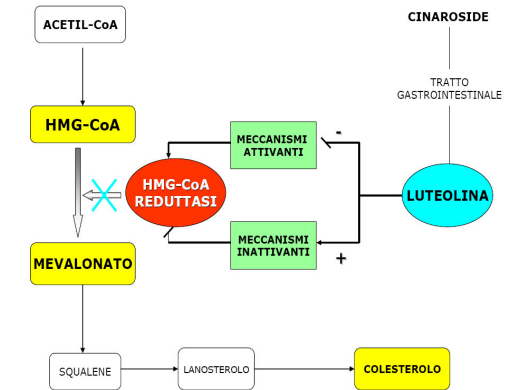 CINAROSIDE
ACETIL-CoA
TRATTO
GASTROINTESTINALE
HMG-CoA
MECCANISMI
ATTIVANTI
-
HMG-CoA
REDUTTASI
LUTEOLINA
MECCANISMI
INATTIVANTI
+
MEVALONATO
SQUALENE
LANOSTEROLO
COLESTEROLO